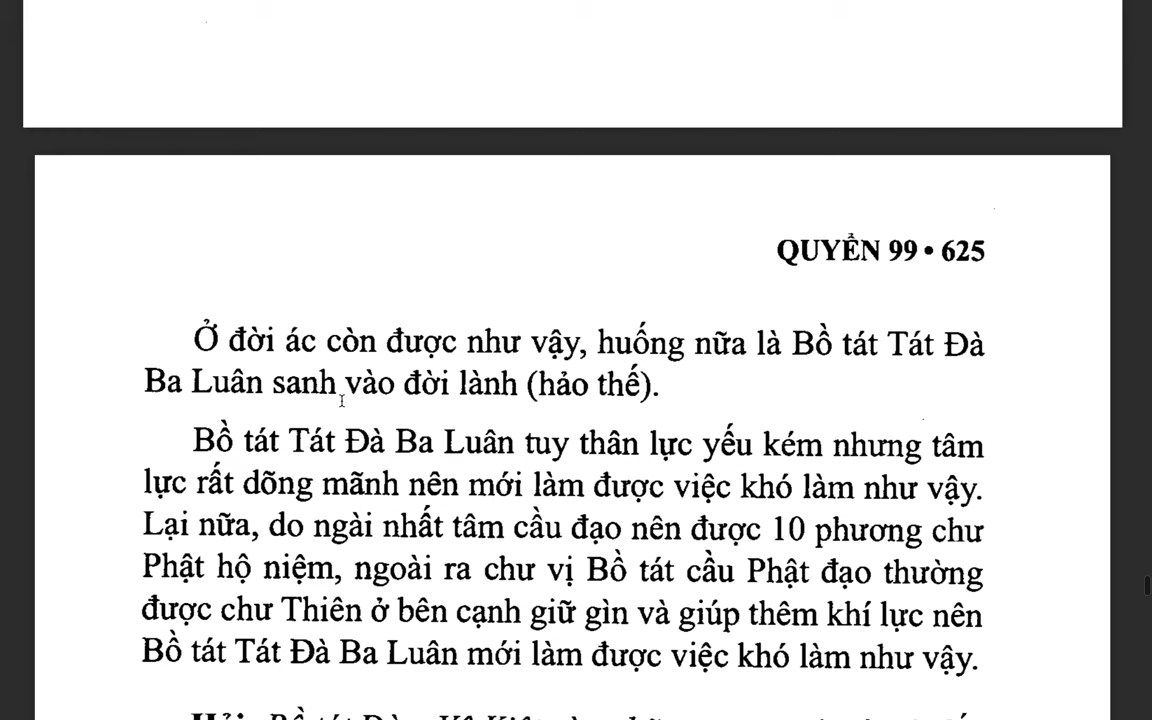 QUYỂN 99 • 625
Ở đời ác còn được như vậy, huống nữa là Bồ tát Tát Đà
Ba Luân sanh vào đời lành (hảo thế).
Bồ tát Tát Đà Ba Luân tuy thân lực yếu kém nhưng tâm
lực rất dõng mãnh nên mới làm được việc khó làm như vậy.
Lại nữa, do ngài nhất tâm cầu đạo nên được 10 phương chư
Phật hộ niệm, ngoài ra chư vị Bồ tát cầu Phật đạo thường
được chư Thiên ở bên cạnh giữ gìn và giúp thêm khí lực nên
Bồ tát Tát Đà Ba Luân mới làm được việc khó làm như vậy.